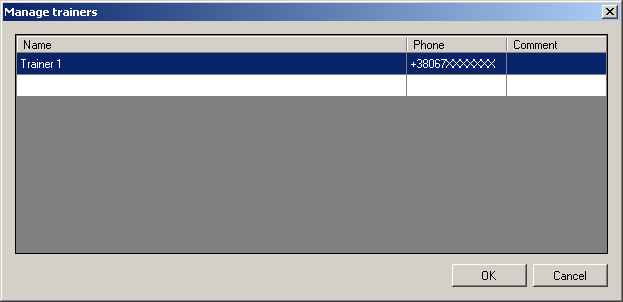 Manage trainers
Name Phone Comment
Trainer 1 +38067XXXXXXX
OK Cancel